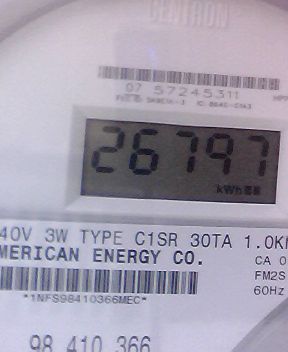 CENTRON
07 57245311
26797
kWh
40V 3W TYPE C1SR 30TA 1.0K
MERICAN ENERGY CO.
CA 0
FM2S
60Hz
*1NFS98410366MEC*
98 410 366